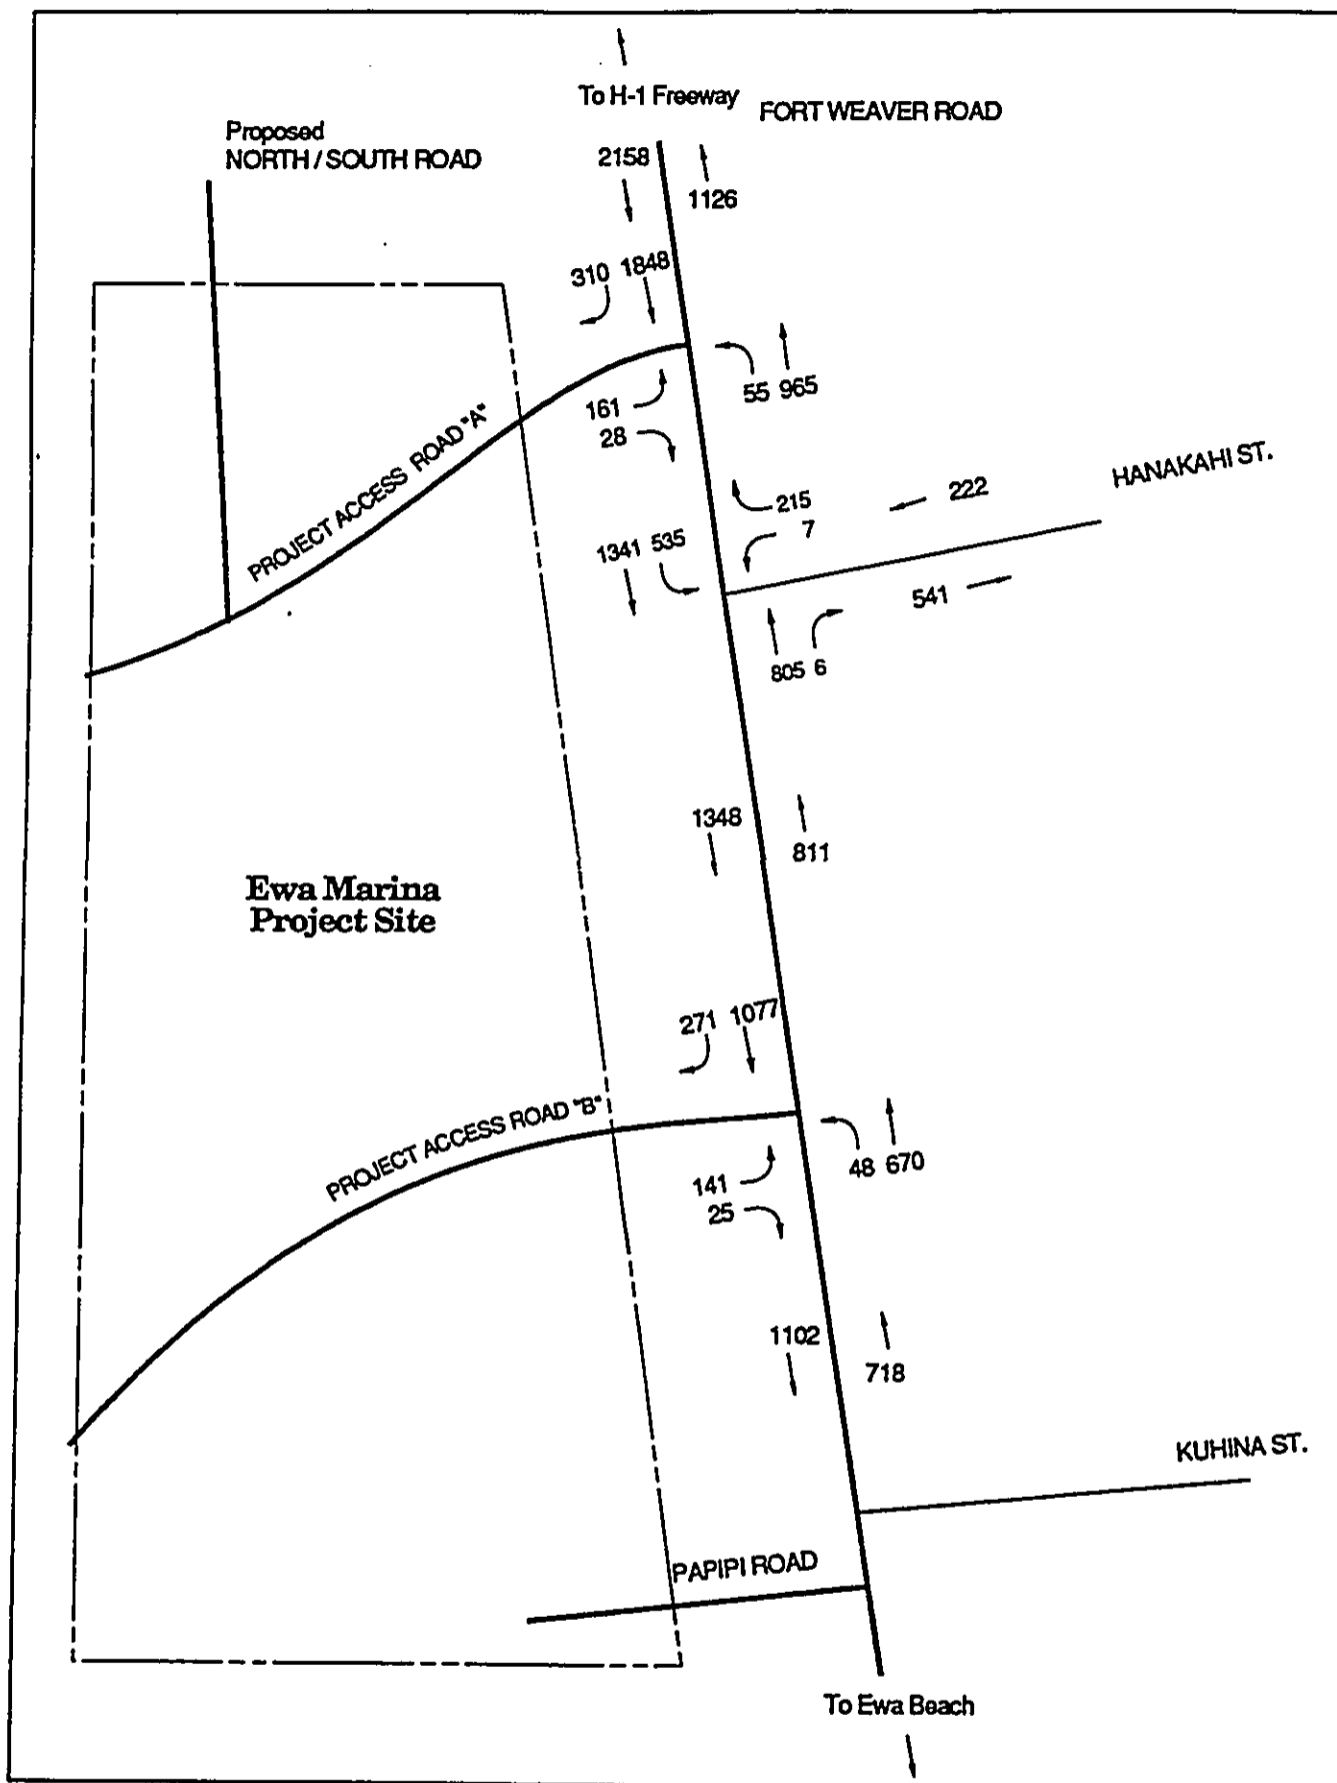 To H-1 Freeway
FORT WEAVER ROAD
Proposed
NORTH / SOUTH ROAD
2158
1126
310 1848
55 965
161
28
PROJECT ACCESS ROAD "A"
HANAKAHI ST.
222
215
7
1341 535
541
805 6
1348
811
Ewa Marina
Project Site
271 1077
PROJECT ACCESS ROAD "B"
48 670
141
25
1102
718
KUHINA ST.
PAPIPI ROAD
To Ewa Beach